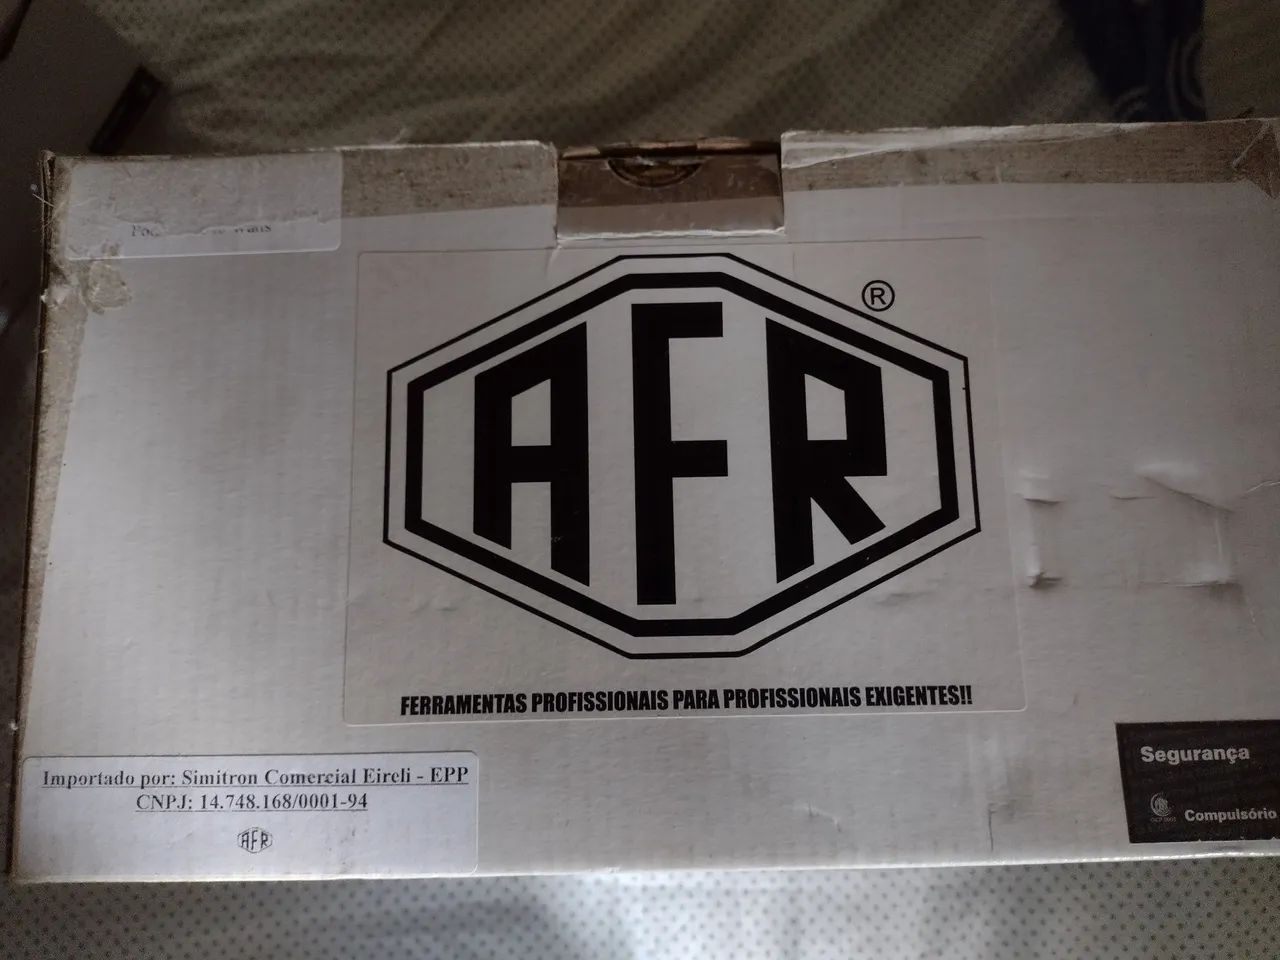 ®
AFR
FERRAMENTAS PROFISSIONAIS PARA PROFISSIONAIS EXIGENTES!!
Importado por: Simitron Comercial Eireli - EPP
CNPJ: 14.748.168/0001-94
AFR
Segurança
Compulsório